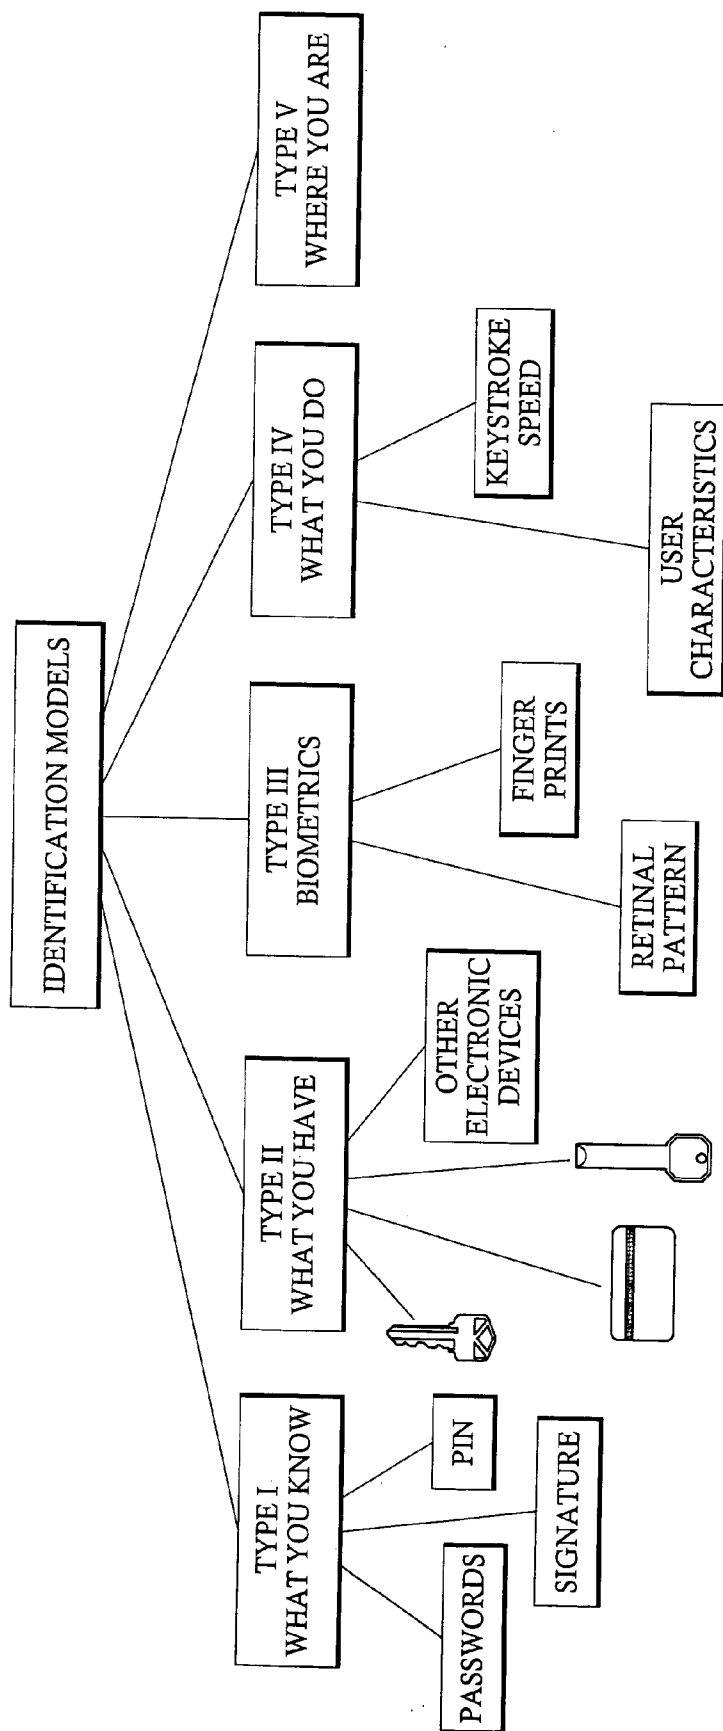 IDENTIFICATION MODELS
TYPE I
WHAT YOU KNOW
TYPE II
WHAT YOU HAVE
TYPE III
BIOMETRICS
TYPE IV
WHAT YOU DO
TYPE V
WHERE YOU ARE
PASSWORDS
SIGNATURE
PIN
OTHER
ELECTRONIC
DEVICES
RETINAL
PATTERN
FINGER
PRINTS
USER
CHARACTERISTICS
KEYSTROKE
SPEED